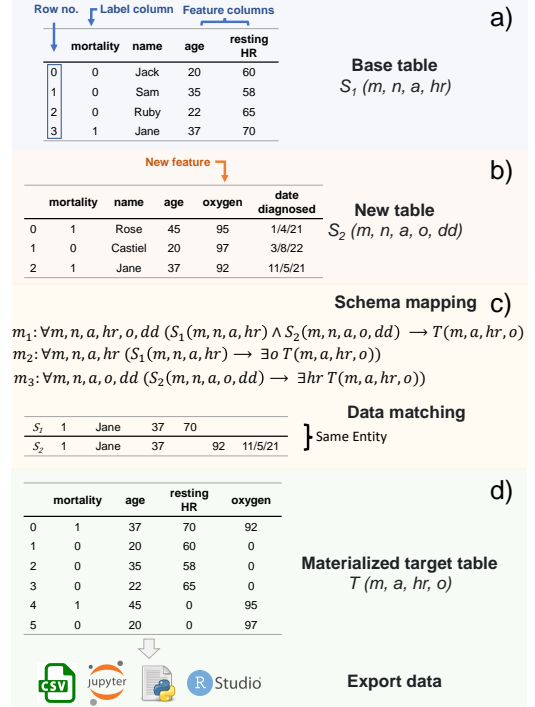 a)
Row no. Label column Feature columns
mortality name age resting HR
0 0 Jack 20 60
1 0 Sam 35 58
2 0 Ruby 22 65
3 1 Jane 37 70
Base table
S1 (m, n, a, hr)
b)
New feature
mortality name age oxygen date diagnosed
0 1 Rose 45 95 1/4/21
1 0 Castiel 20 97 3/8/22
2 1 Jane 37 92 11/5/21
New table
S2 (m, n, a, o, dd)
Schema mapping c)
m1: ∀m, n, a, hr, o, dd (S1(m, n, a, hr) ∧ S2(m, n, a, o, dd) → T(m, a, hr, o)
m2: ∀m, n, a, hr (S1(m, n, a, hr) → ∃o T(m, a, hr, o))
m3: ∀m, n, a, o, dd (S2(m, n, a, o, dd) → ∃hr T(m, a, hr, o))
Data matching
S1 1 Jane 37 70
S2 1 Jane 37 92 11/5/21
Same Entity
d)
mortality age resting HR oxygen
0 1 37 70 92
1 0 20 60 0
2 0 35 58 0
3 0 22 65 0
4 1 45 0 95
5 0 20 0 97
Materialized target table
T (m, a, hr, o)
CSV jupyter R Studio
Export data